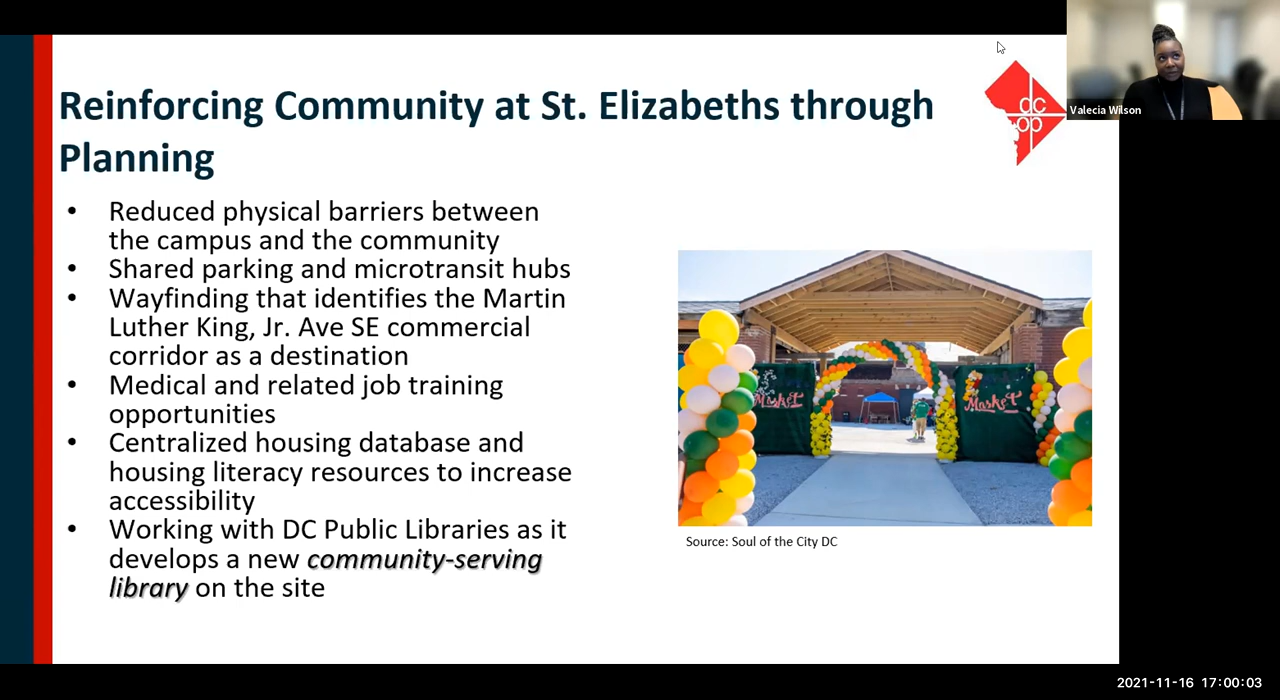 Reinforcing Community at St. Elizabeths through
Planning
dc
op
Valecia Wilson
• Reduced physical barriers between
the campus and the community
• Shared parking and microtransit hubs
• Wayfinding that identifies the Martin
Luther King, Jr. Ave SE commercial
corridor as a destination
• Medical and related job training
opportunities
• Centralized housing database and
housing literacy resources to increase
accessibility
• Working with DC Public Libraries as it
develops a new community-serving
library on the site
Market
Market
Source: Soul of the City DC
2021-11-16 17:00:03